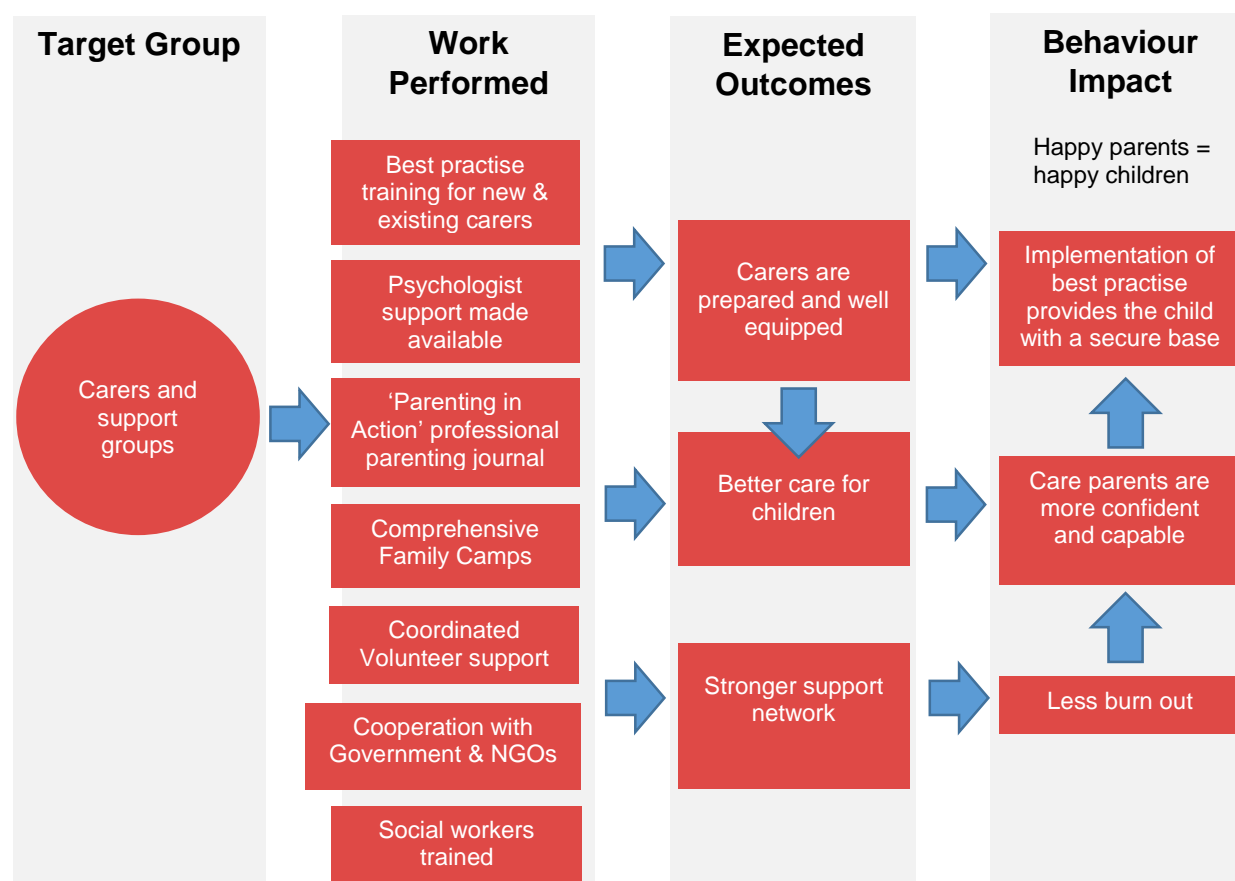 Target Group
Work
Performed
Expected
Outcomes
Behaviour
Impact
Carers and
support
groups
Best practise
training for new &
existing carers
Psychologist
support made
available
‘Parenting in
Action’ professional
parenting journal
Comprehensive
Family Camps
Coordinated
Volunteer support
Cooperation with
Government & NGOs
Social workers
trained
Carers are
prepared and well
equipped
Better care for
children
Stronger support
network
Happy parents =
happy children
Implementation of
best practise
provides the child
with a secure base
Care parents are
more confident
and capable
Less burn out